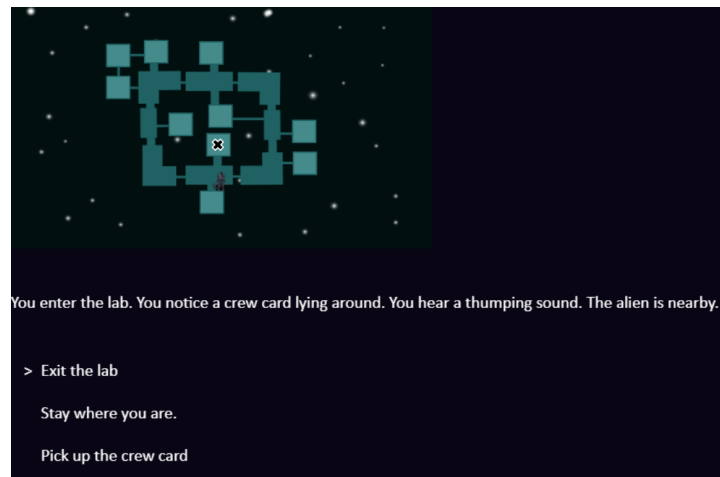 You enter the lab. You notice a crew card lying around. You hear a thumping sound. The alien is nearby.
> Exit the lab
Stay where you are.
Pick up the crew card